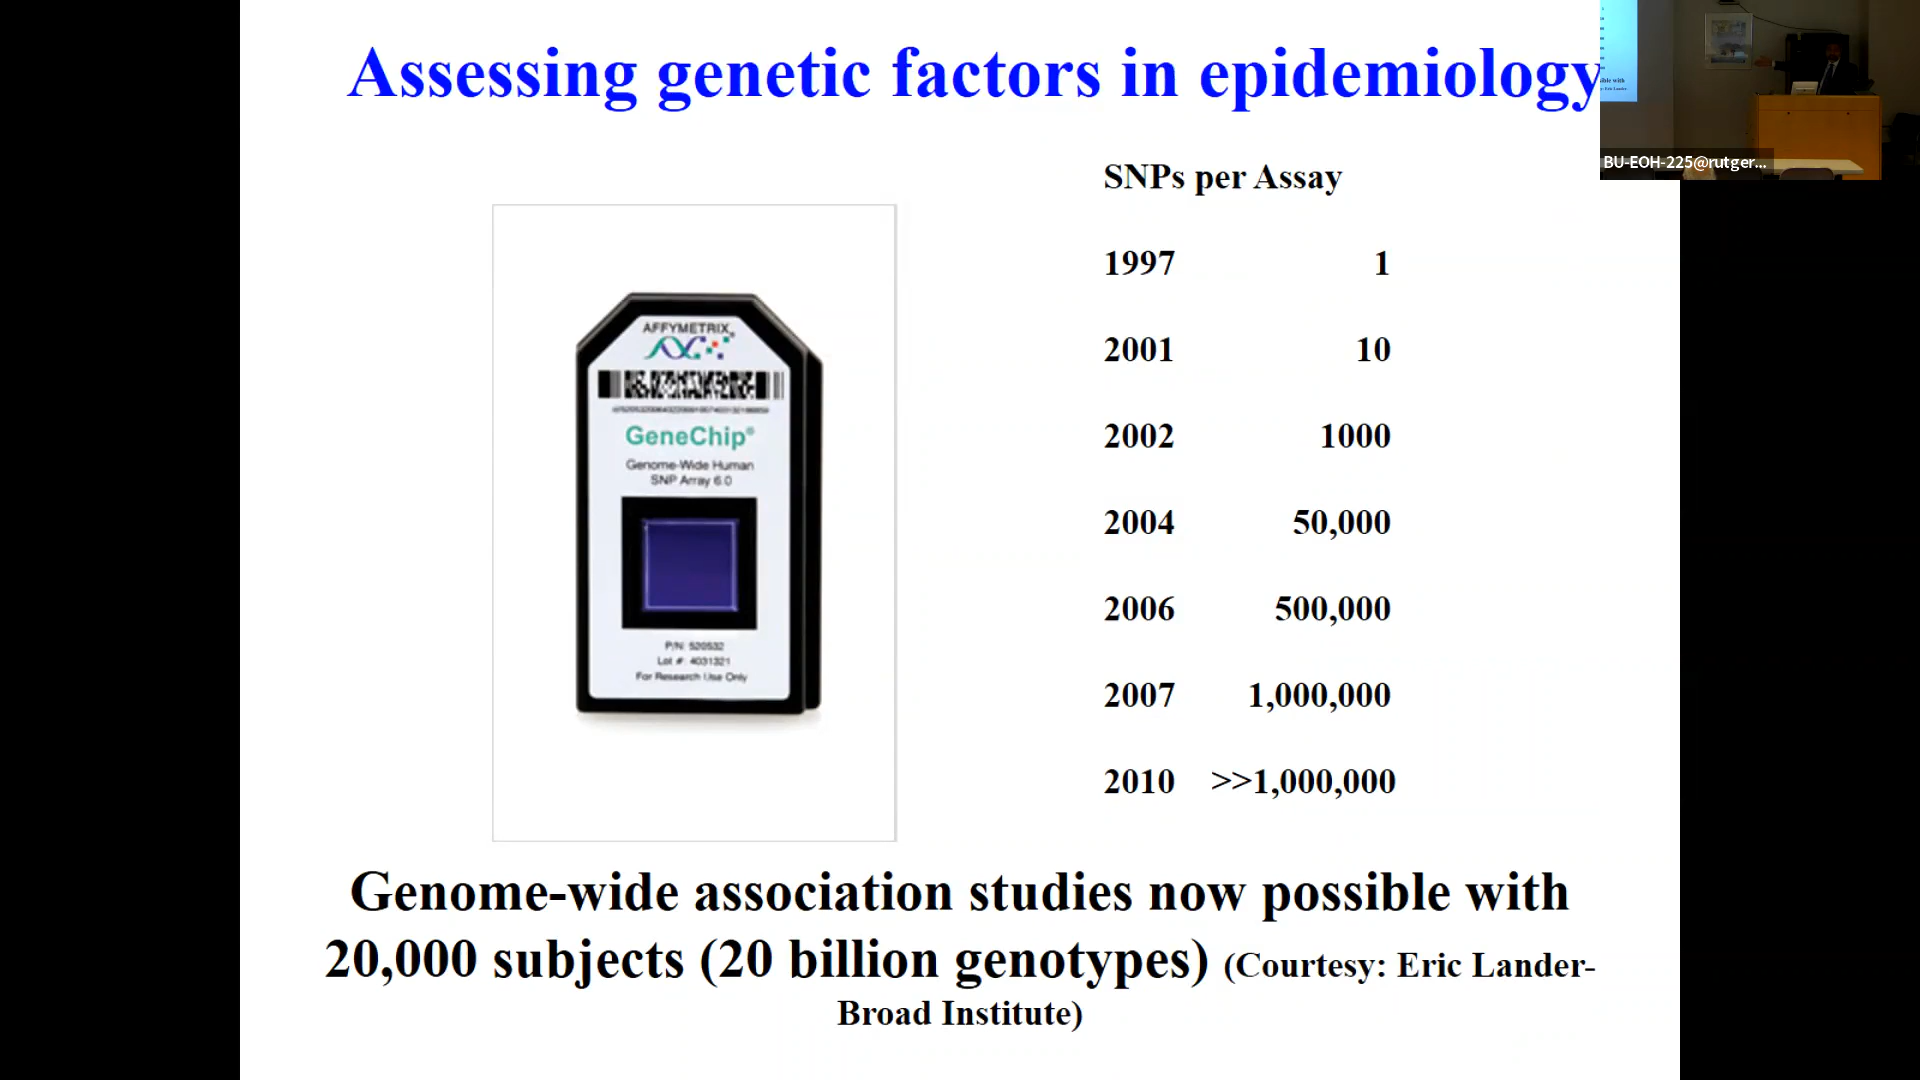 Assessing genetic factors in epidemiology
BU-EOH-225@rutger...
SNPs per Assay
1997 1
2001 10
2002 1000
2004 50,000
2006 500,000
2007 1,000,000
2010 >>1,000,000
AFFYMETRIX
GeneChip®
Genome-Wide Human
SNP Array 6.0
P/N: 520532
Lot #: 4031321
For Research Use Only
Genome-wide association studies now possible with
20,000 subjects (20 billion genotypes) (Courtesy: Eric Lander-
Broad Institute)